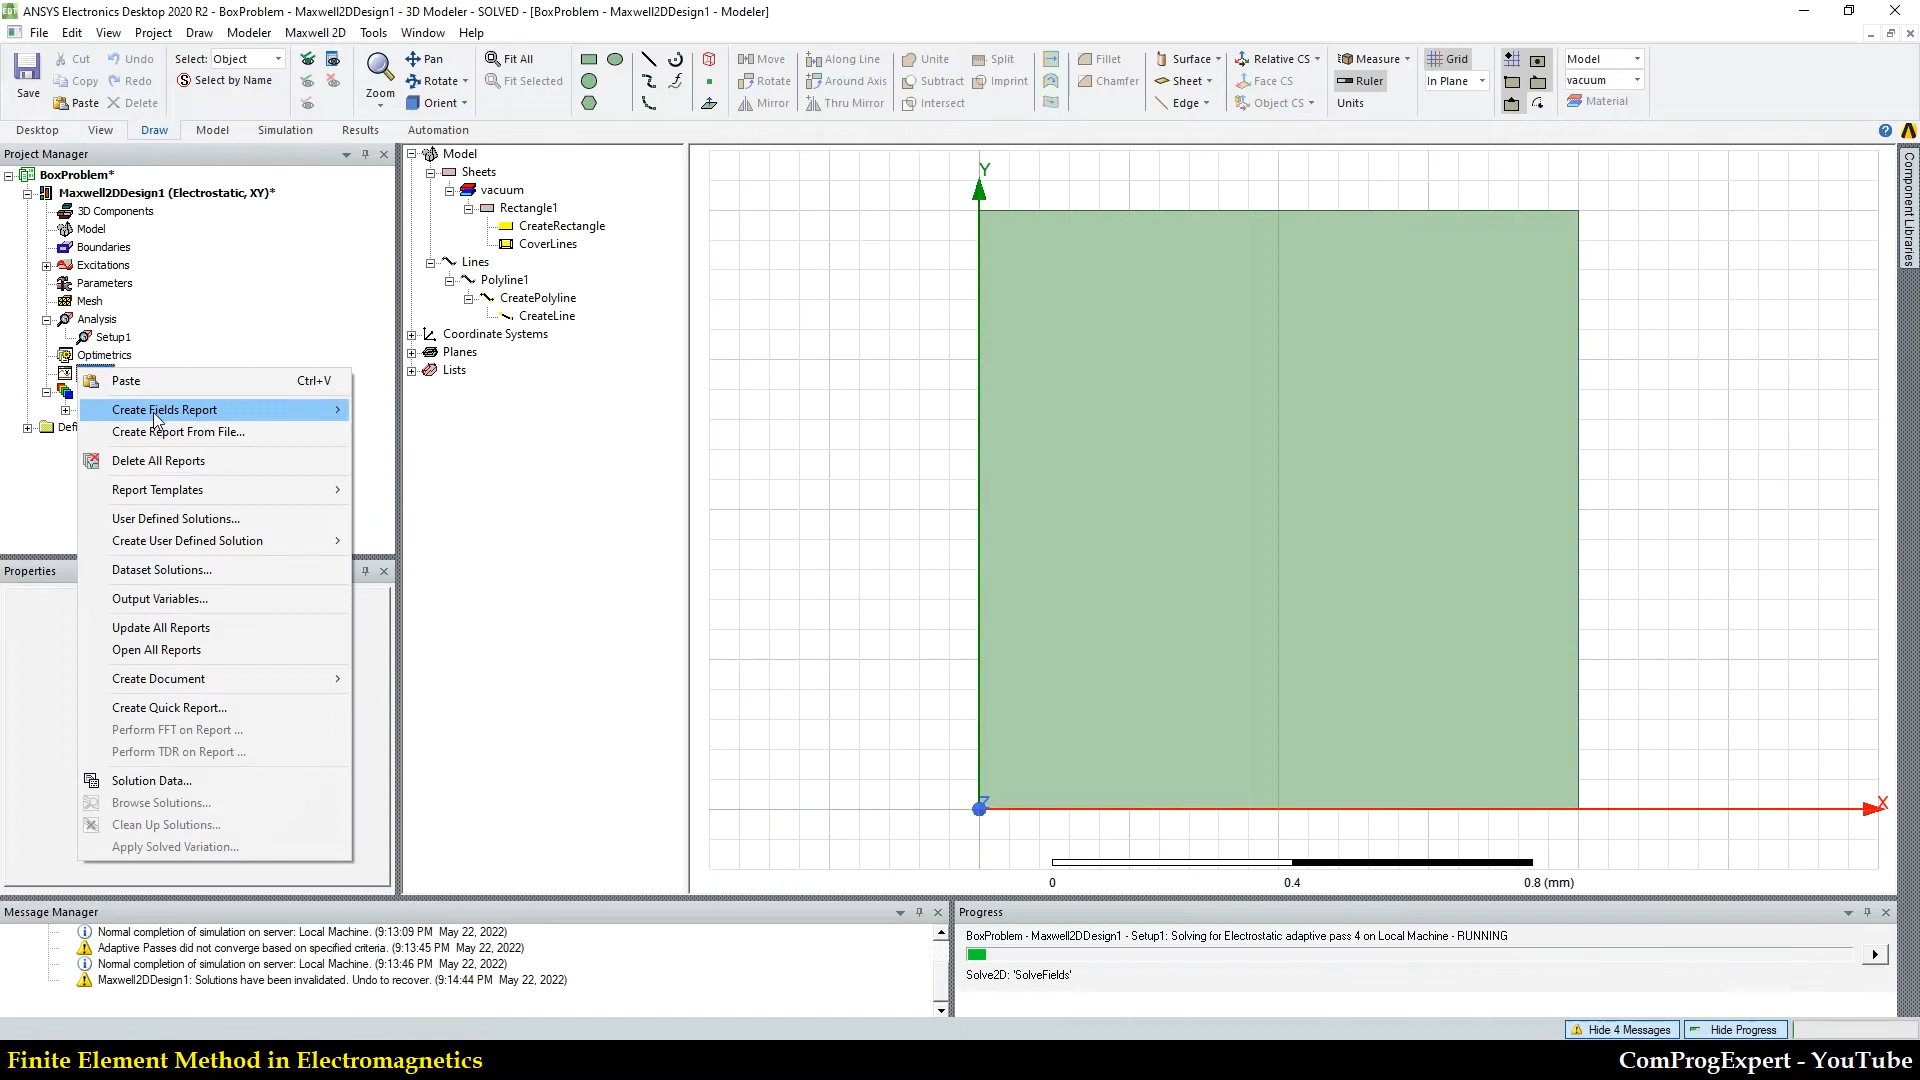 ANSYS Electronics Desktop 2020 R2 - BoxProblem - Maxwell2DDesign1 - 3D Modeler - SOLVED - [BoxProblem - Maxwell2DDesign1 - Modeler]
File Edit View Project Draw Modeler Maxwell 2D Tools Window Help
Save
Cut Undo
Copy Redo
Paste Delete
Select: Object
Select by Name
Zoom
Pan
Rotate
Orient
Fit All
Fit Selected
Move Along Line
Rotate Around Axis
Mirror Thru Mirror
Unite Split
Subtract Imprint
Intersect
Fillet
Chamfer
Surface
Sheet
Edge
Relative CS
Face CS
Object CS
Measure
Ruler
Units
Grid
In Plane
Model
vacuum
Material
Desktop View Draw Model Simulation Results Automation
Project Manager
BoxProblem*
Maxwell2DDesign1 (Electrostatic, XY)*
3D Components
Model
Boundaries
Excitations
Parameters
Mesh
Analysis
Setup1
Optimetrics
Defi
Paste Ctrl+V
Create Fields Report
Create Report From File...
Delete All Reports
Report Templates
User Defined Solutions...
Create User Defined Solution
Dataset Solutions...
Output Variables...
Update All Reports
Open All Reports
Create Document
Create Quick Report...
Perform FFT on Report ...
Perform TDR on Report ...
Solution Data...
Browse Solutions...
Clean Up Solutions...
Apply Solved Variation...
Properties
Model
Sheets
vacuum
Rectangle1
CreateRectangle
CoverLines
Lines
Polyline1
CreatePolyline
CreateLine
Coordinate Systems
Planes
Lists
Y
Z
X
0 0.4 0.8 (mm)
Component Libraries
Message Manager
Normal completion of simulation on server: Local Machine. (9:13:09 PM May 22, 2022)
Adaptive Passes did not converge based on specified criteria. (9:13:45 PM May 22, 2022)
Normal completion of simulation on server: Local Machine. (9:13:46 PM May 22, 2022)
Maxwell2DDesign1: Solutions have been invalidated. Undo to recover. (9:14:44 PM May 22, 2022)
Progress
BoxProblem - Maxwell2DDesign1 - Setup1: Solving for Electrostatic adaptive pass 4 on Local Machine - RUNNING
Solve2D: 'SolveFields'
Hide 4 Messages Hide Progress
Finite Element Method in Electromagnetics
ComProgExpert - YouTube